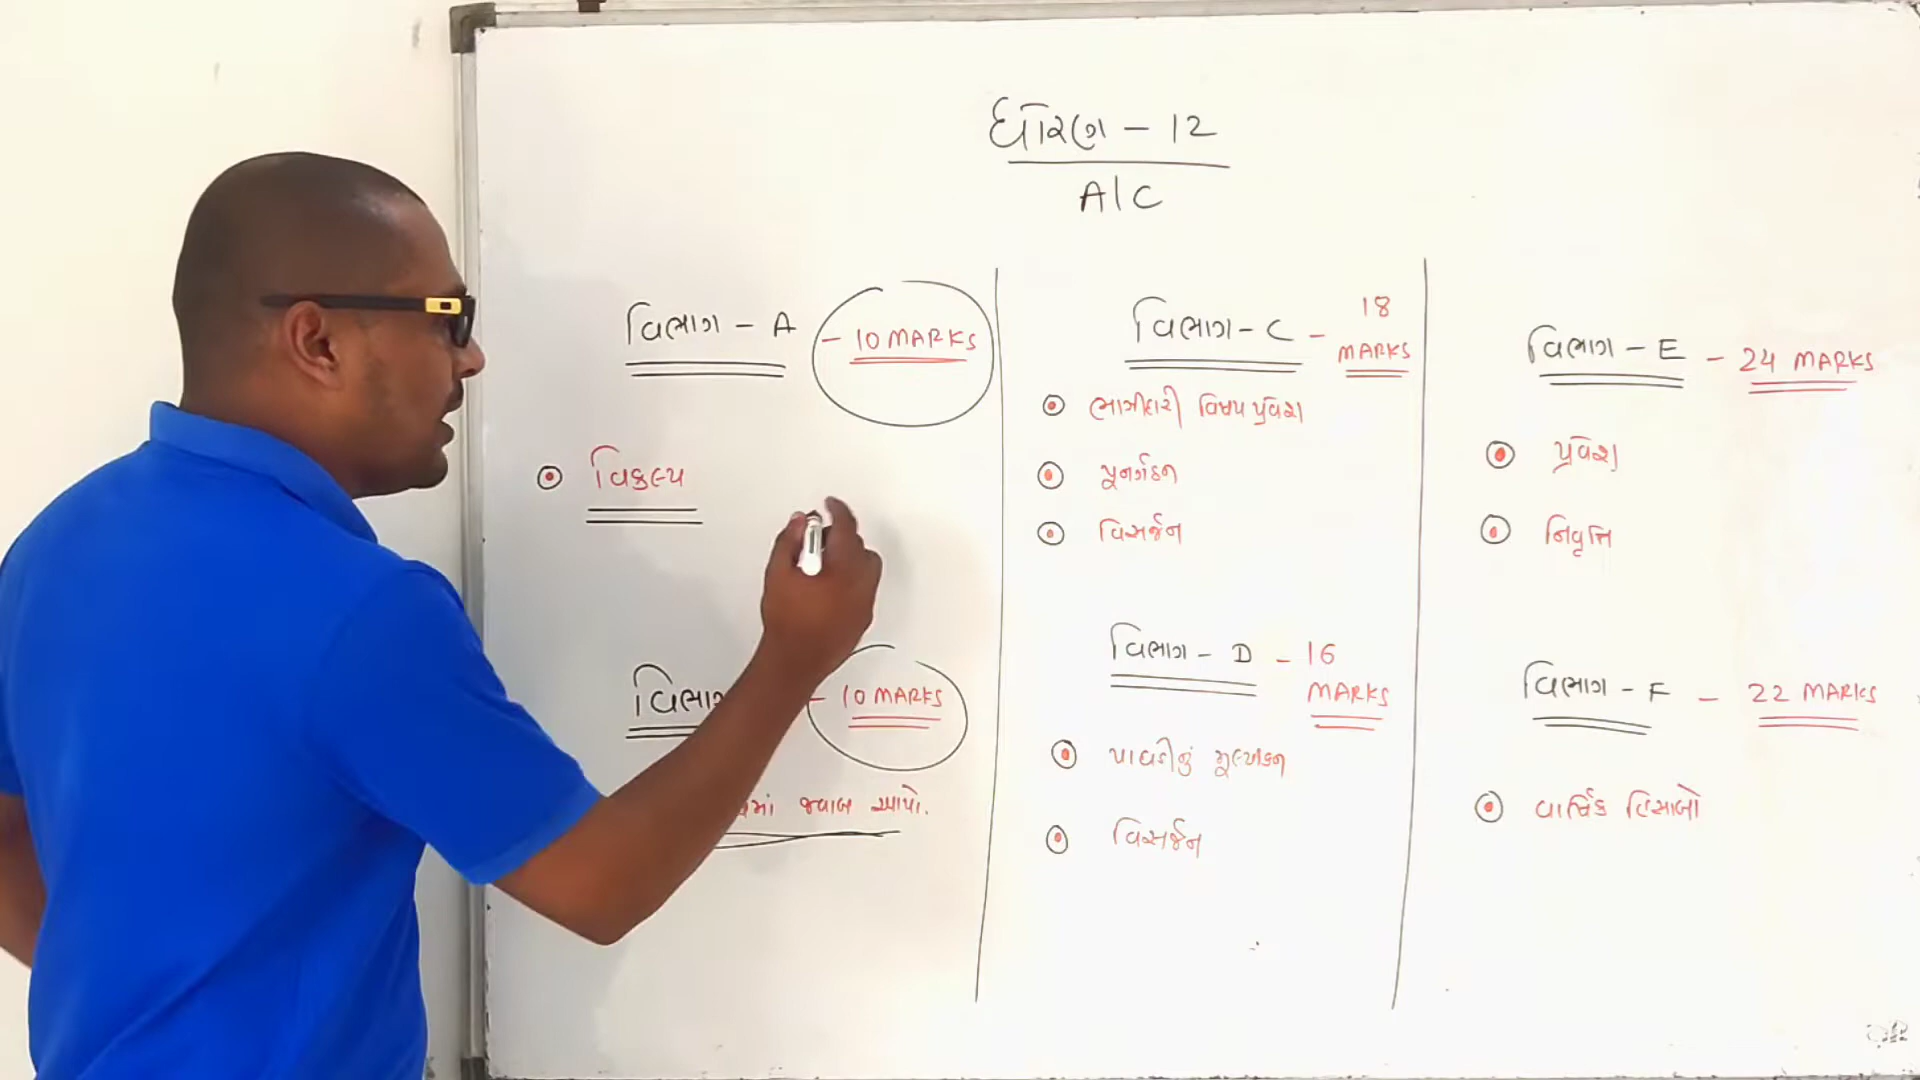 ધોરણ - 12
A/C
વિભાગ - A - 10 MARKS
વિકલ્પ
વિભાગ - 10 MARKS
જવાબ આપો.
વિભાગ - C - 18 MARKS
ભાગીદારી વિષય પ્રવેશ
પુનર્ગઠન
વિસર્જન
વિભાગ - D - 16 MARKS
પાઘડીનું મૂલ્યાંકન
વિસર્જન
વિભાગ - E - 24 MARKS
પ્રવેશ
નિવૃત્તિ
વિભાગ - F - 22 MARKS
વાર્ષિક હિસાબો